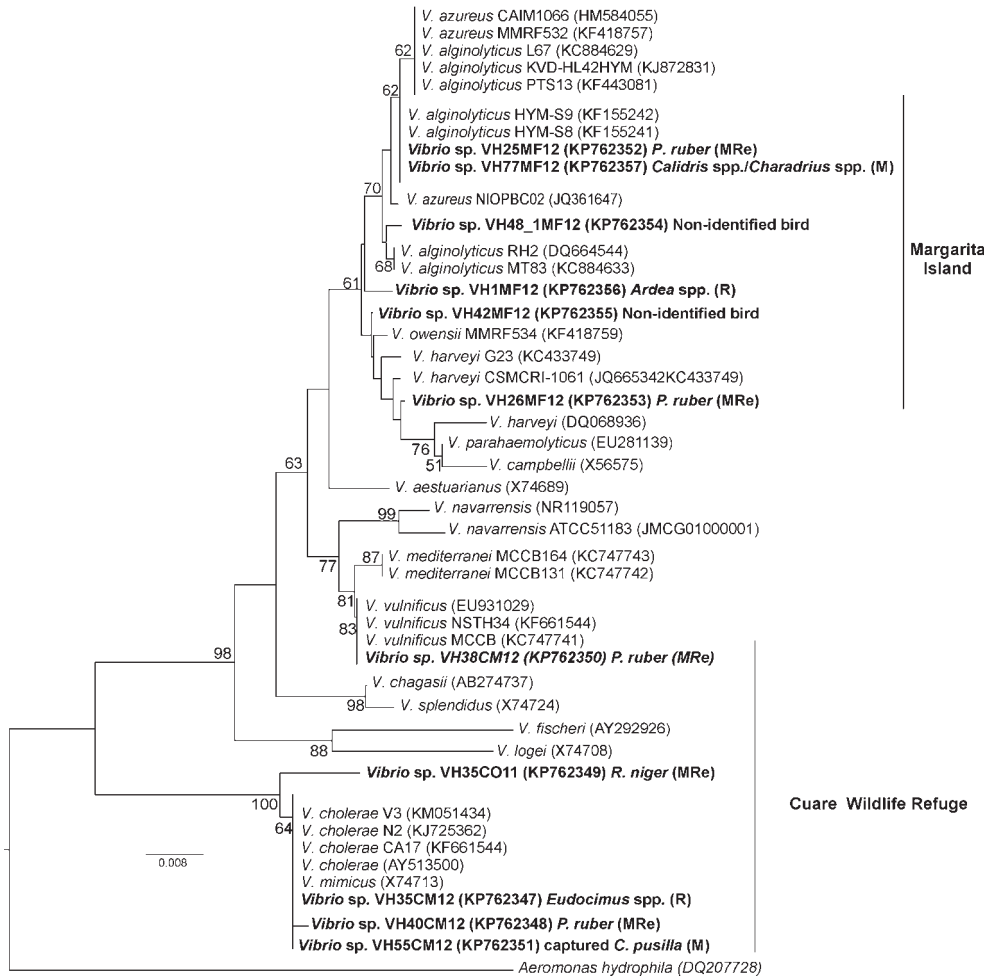 V. azureus CAIM1066 (HM584055)
V. azureus MMRF532 (KF418757)
62
V. alginolyticus L67 (KC884629)
V. alginolyticus KVD-HL42HYM (KJ872831)
V. alginolyticus PTS13 (KF443081)
62
V. alginolyticus HYM-S9 (KF155242)
V. alginolyticus HYM-S8 (KF155241)
Vibrio sp. VH25MF12 (KP762352) P. ruber (MRe)
Vibrio sp. VH77MF12 (KP762357) Calidris spp./Charadrius spp. (M)
70
V. azureus NIOPBC02 (JQ361647)
Vibrio sp. VH48_1MF12 (KP762354) Non-identified bird
V. alginolyticus RH2 (DQ664544)
68
V. alginolyticus MT83 (KC884633)
Margarita
Island
61
Vibrio sp. VH1MF12 (KP762356) Ardea spp. (R)
Vibrio sp. VH42MF12 (KP762355) Non-identified bird
V. owensii MMRF534 (KF418759)
V. harveyi G23 (KC433749)
V. harveyi CSMCRI-1061 (JQ665342KC433749)
Vibrio sp. VH26MF12 (KP762353) P. ruber (MRe)
V. harveyi (DQ068936)
76
V. parahaemolyticus (EU281139)
51
V. campbellii (X56575)
63
V. aestuarianus (X74689)
99
V. navarrensis (NR119057)
V. navarrensis ATCC51183 (JMCG01000001)
77
87
V. mediterranei MCCB164 (KC747743)
V. mediterranei MCCB131 (KC747742)
81
V. vulnificus (EU931029)
83
V. vulnificus NSTH34 (KF661544)
V. vulnificus MCCB (KC747741)
Vibrio sp. VH38CM12 (KP762350) P. ruber (MRe)
98
V. chagasii (AB274737)
98
V. splendidus (X74724)
V. fischeri (AY292926)
88
V. logei (X74708)
Vibrio sp. VH35CO11 (KP762349) R. niger (MRe)
Cuare Wildlife Refuge
100
64
V. cholerae V3 (KM051434)
V. cholerae N2 (KJ725362)
V. cholerae CA17 (KF661544)
0.008
V. cholerae (AY513500)
V. mimicus (X74713)
Vibrio sp. VH35CM12 (KP762347) Eudocimus spp. (R)
Vibrio sp. VH40CM12 (KP762348) P. ruber (MRe)
Vibrio sp. VH55CM12 (KP762351) captured C. pusilla (M)
Aeromonas hydrophila (DQ207728)